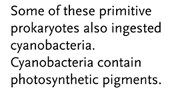 Some of these primitive
prokaryotes also ingested
cyanobacteria.
Cyanobacteria contain
photosynthetic pigments.